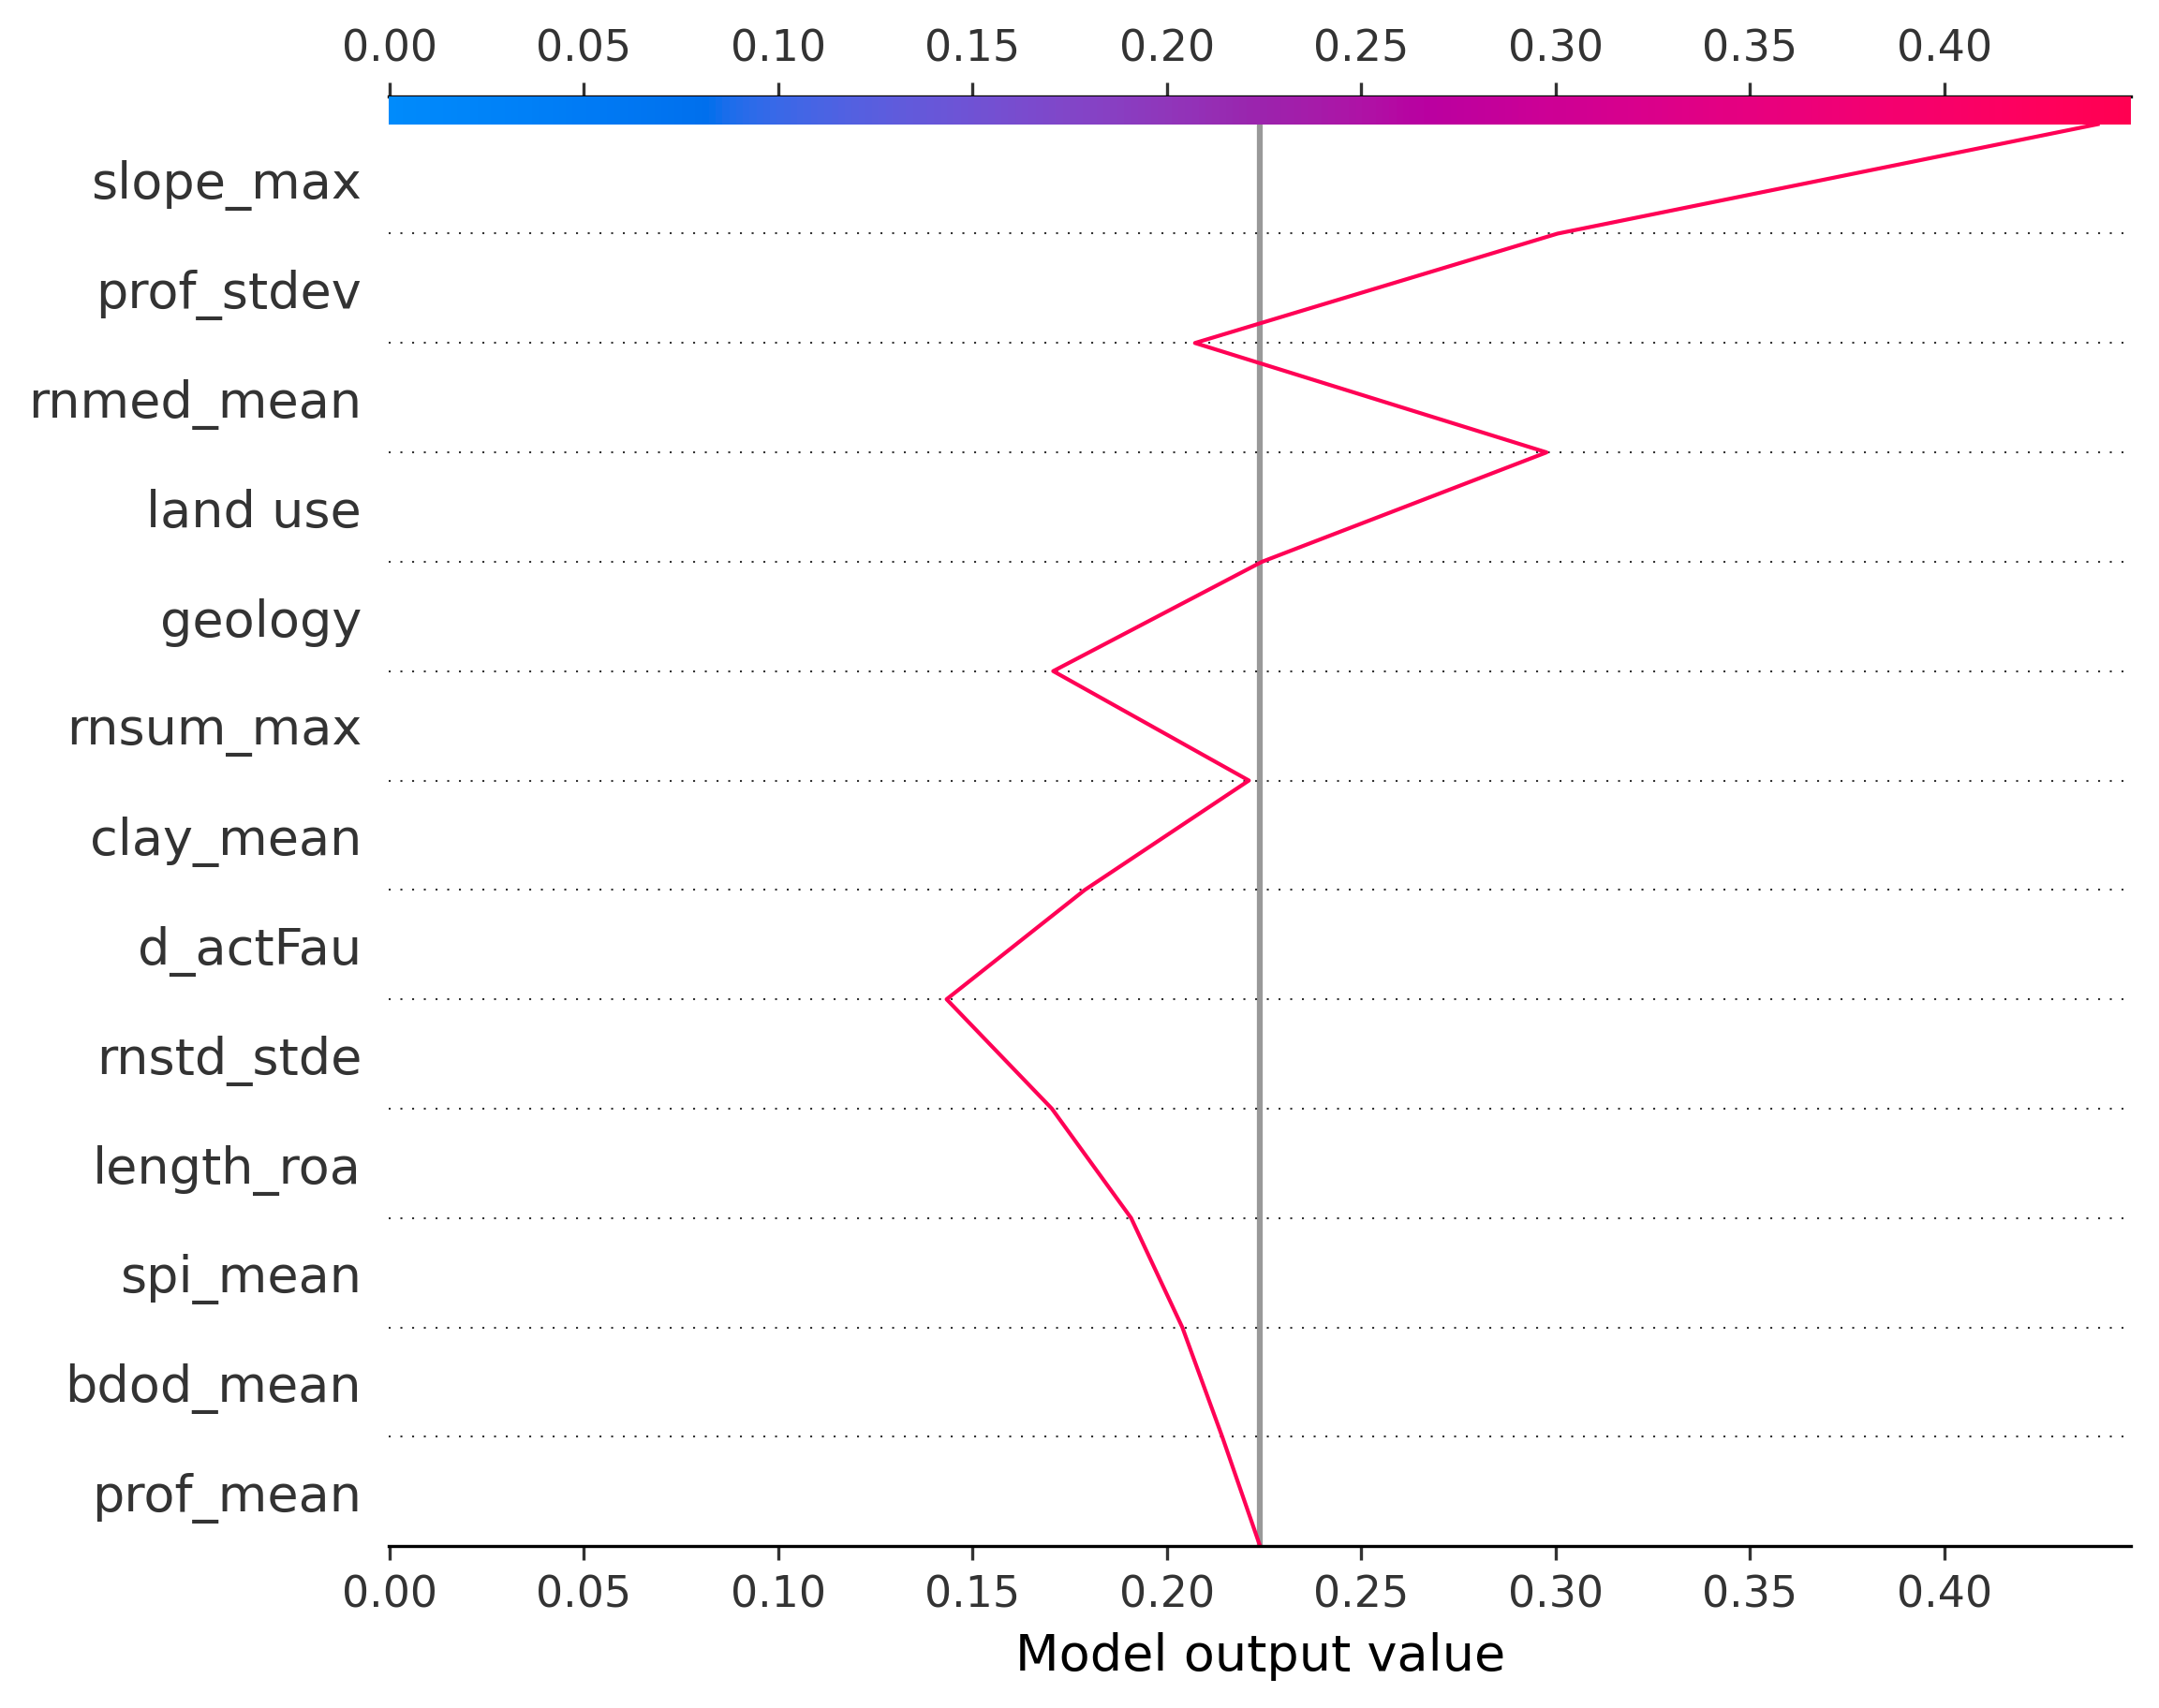 0.00 0.05 0.10 0.15 0.20 0.25 0.30 0.35 0.40
slope_max
prof_stdev
rnmed_mean
land use
geology
rnsum_max
clay_mean
d_actFau
rnstd_stde
length_roa
spi_mean
bdod_mean
prof_mean
0.00 0.05 0.10 0.15 0.20 0.25 0.30 0.35 0.40
Model output value